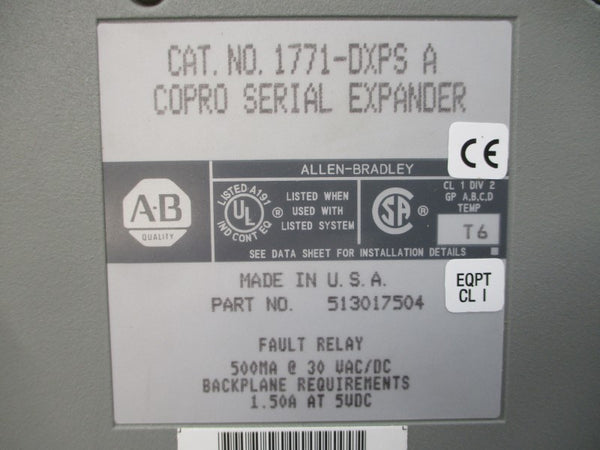 CAT. NO. 1771-DXPS A
COPRO SERIAL EXPANDER
CE
ALLEN-BRADLEY
A-B
QUALITY
LISTED A191
UL
IND CONT EQ
®
LISTED WHEN
USED WITH
LISTED SYSTEM
SA
®
CL 1 DIV 2
GP A,B,C,D
TEMP
T6
SEE DATA SHEET FOR INSTALLATION DETAILS
MADE IN U.S.A.
PART NO. 513017504
EQPT
CL I
FAULT RELAY
500MA @ 30 VAC/DC
BACKPLANE REQUIREMENTS
1.50A AT 5VDC